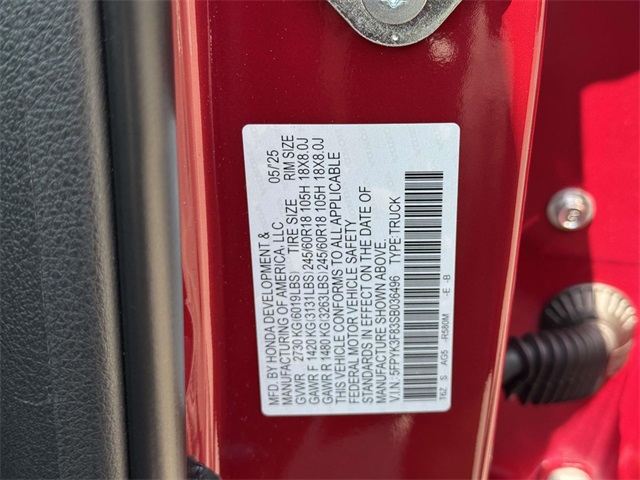 MFD. BY HONDA DEVELOPMENT &
MANUFACTURING OF AMERICA, LLC 05/'25
GVWR 2730 KG(6019LBS) TIRE SIZE RIM SIZE
GAWR F 1420 KG(3131LBS)245/60R18 105H 18X8.0J
GAWR R 1480 KG(3263LBS)245/60R18 105H 18X8.0J
THIS VEHICLE CONFORMS TO ALL APPLICABLE
FEDERAL MOTOR VEHICLE SAFETY
STANDARDS IN EFFECT ON THE DATE OF
MANUFACTURE SHOWN ABOVE.
V.I.N. 5FPYK3F83SB036496 TYPE:TRUCK
TXZ S AG5 -R580M -E -B